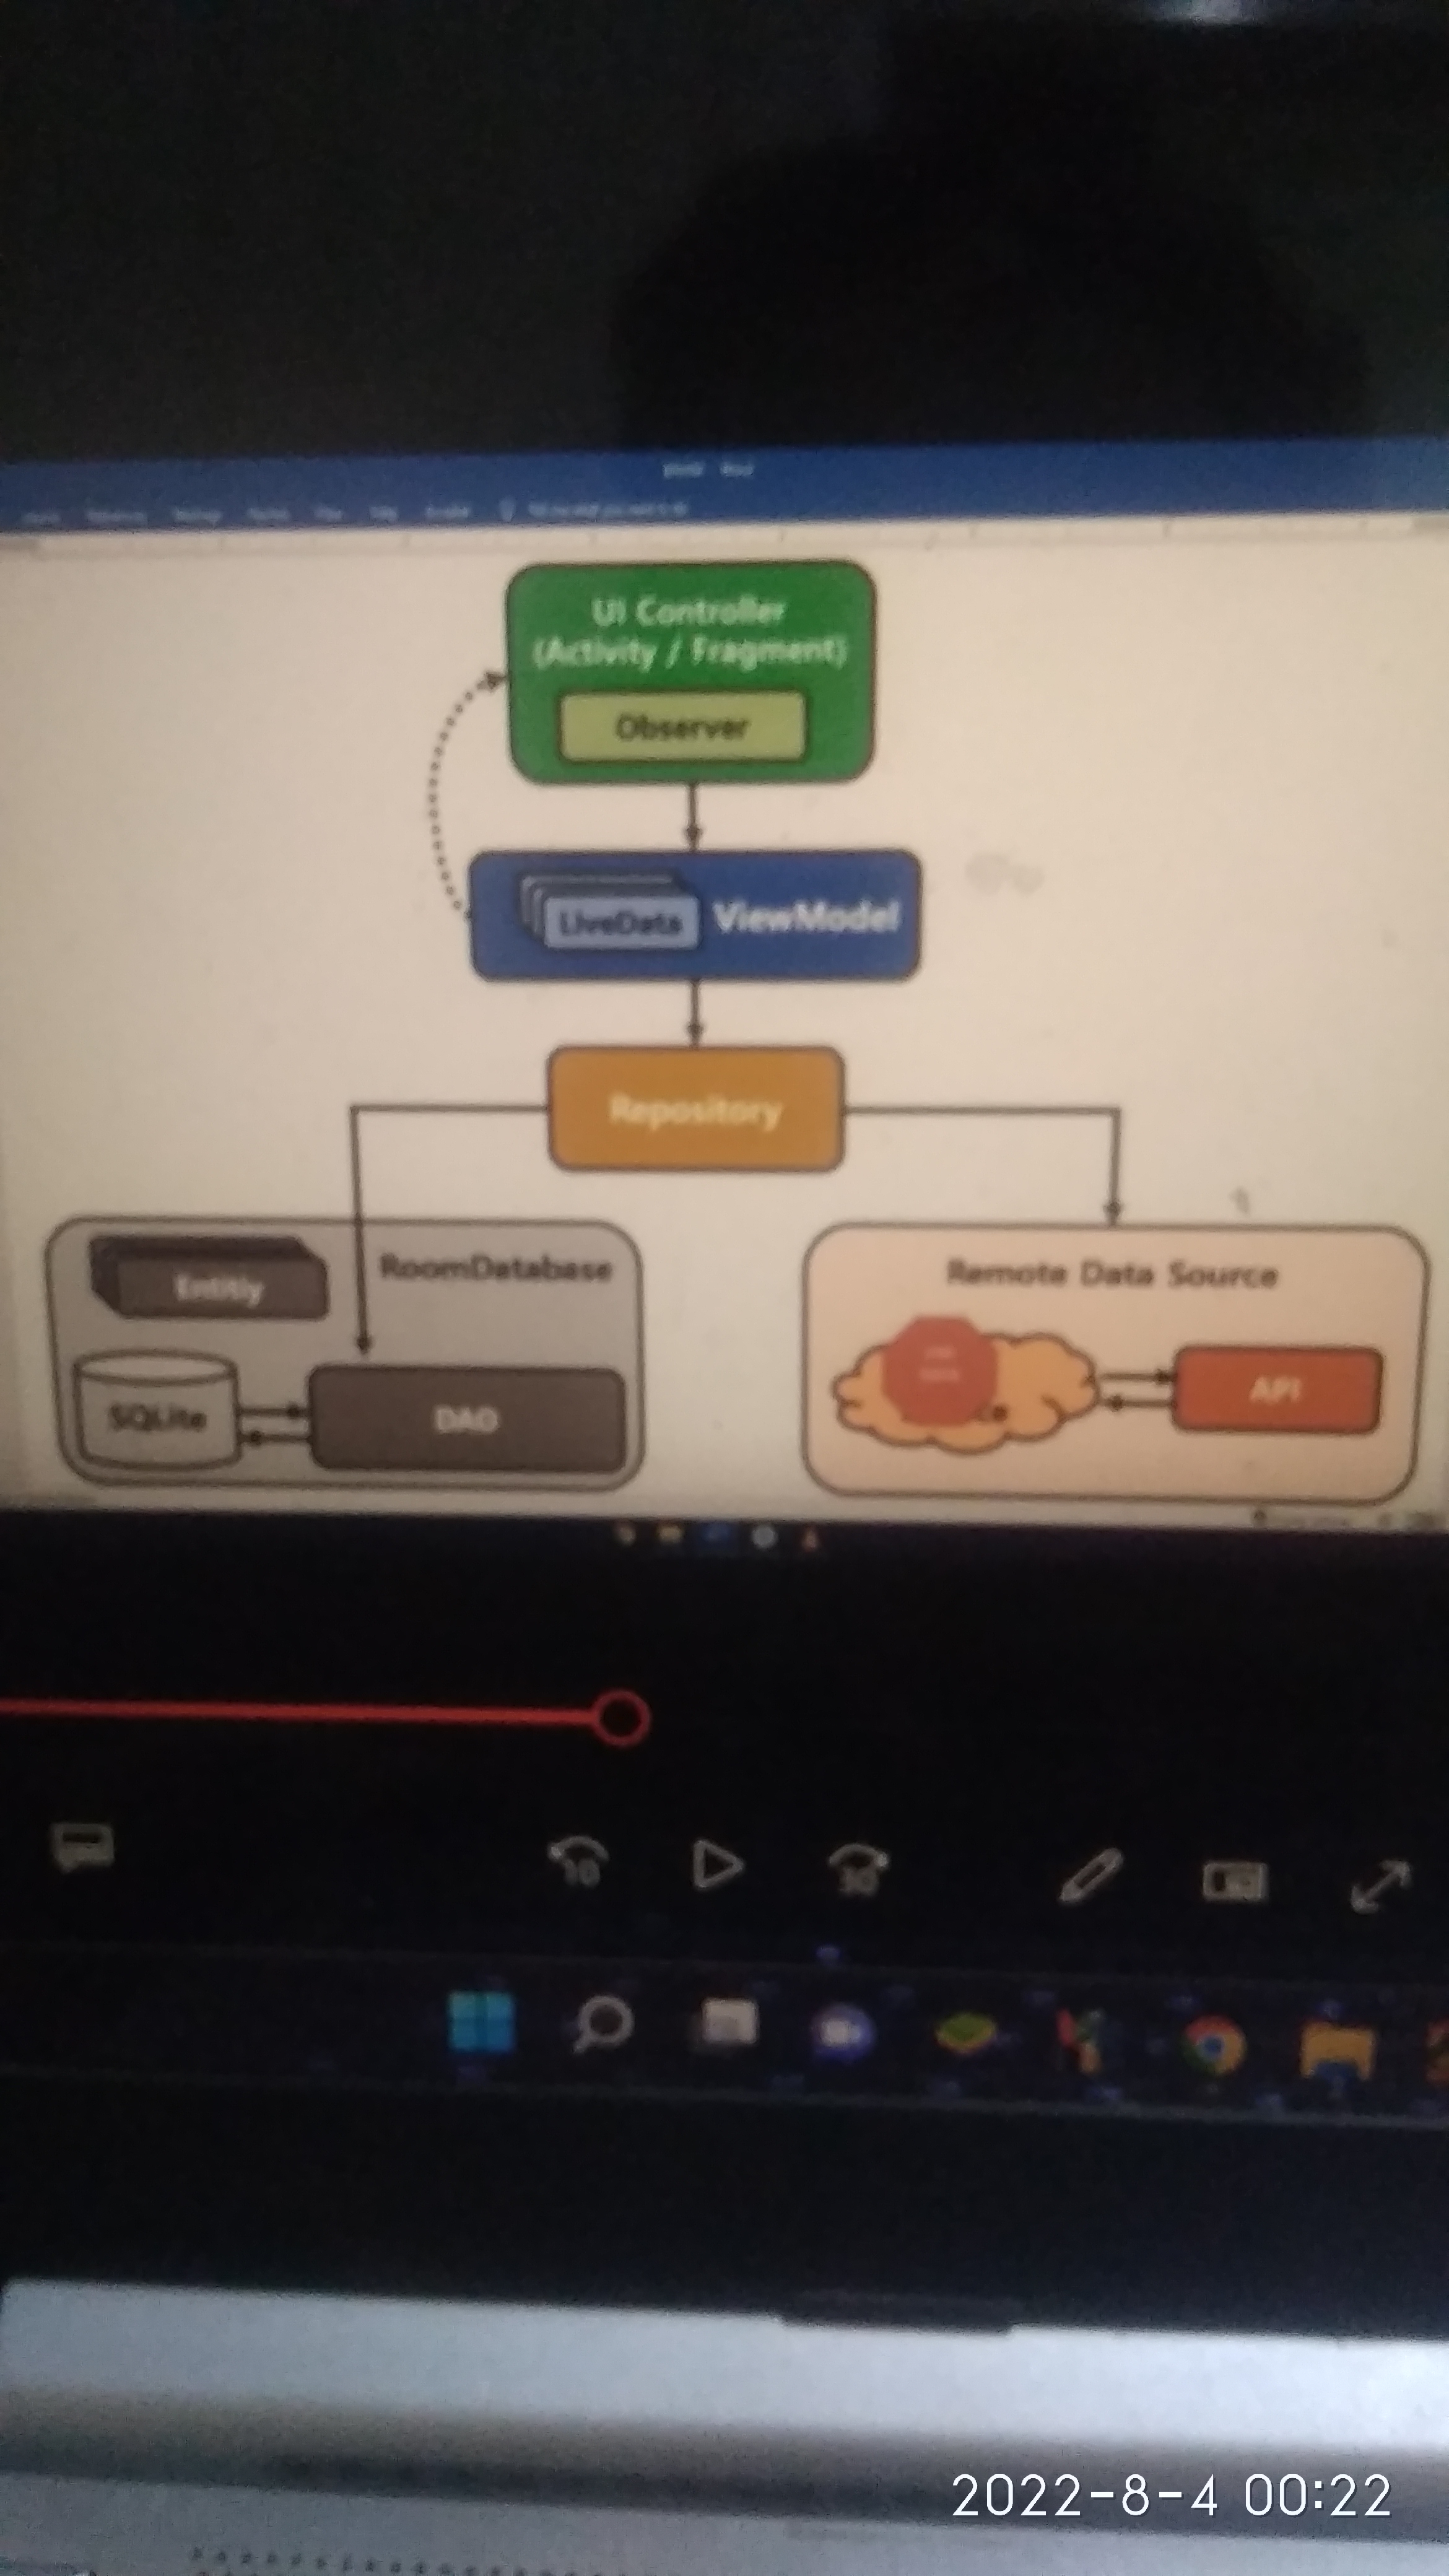 UI Controller
(Activity / Fragment)
Observer
LiveData
ViewModel
Repository
RoomDatabase
Entitiy
SQLite
DAO
Remote Data Source
API
10
30
2022-8-4 00:22